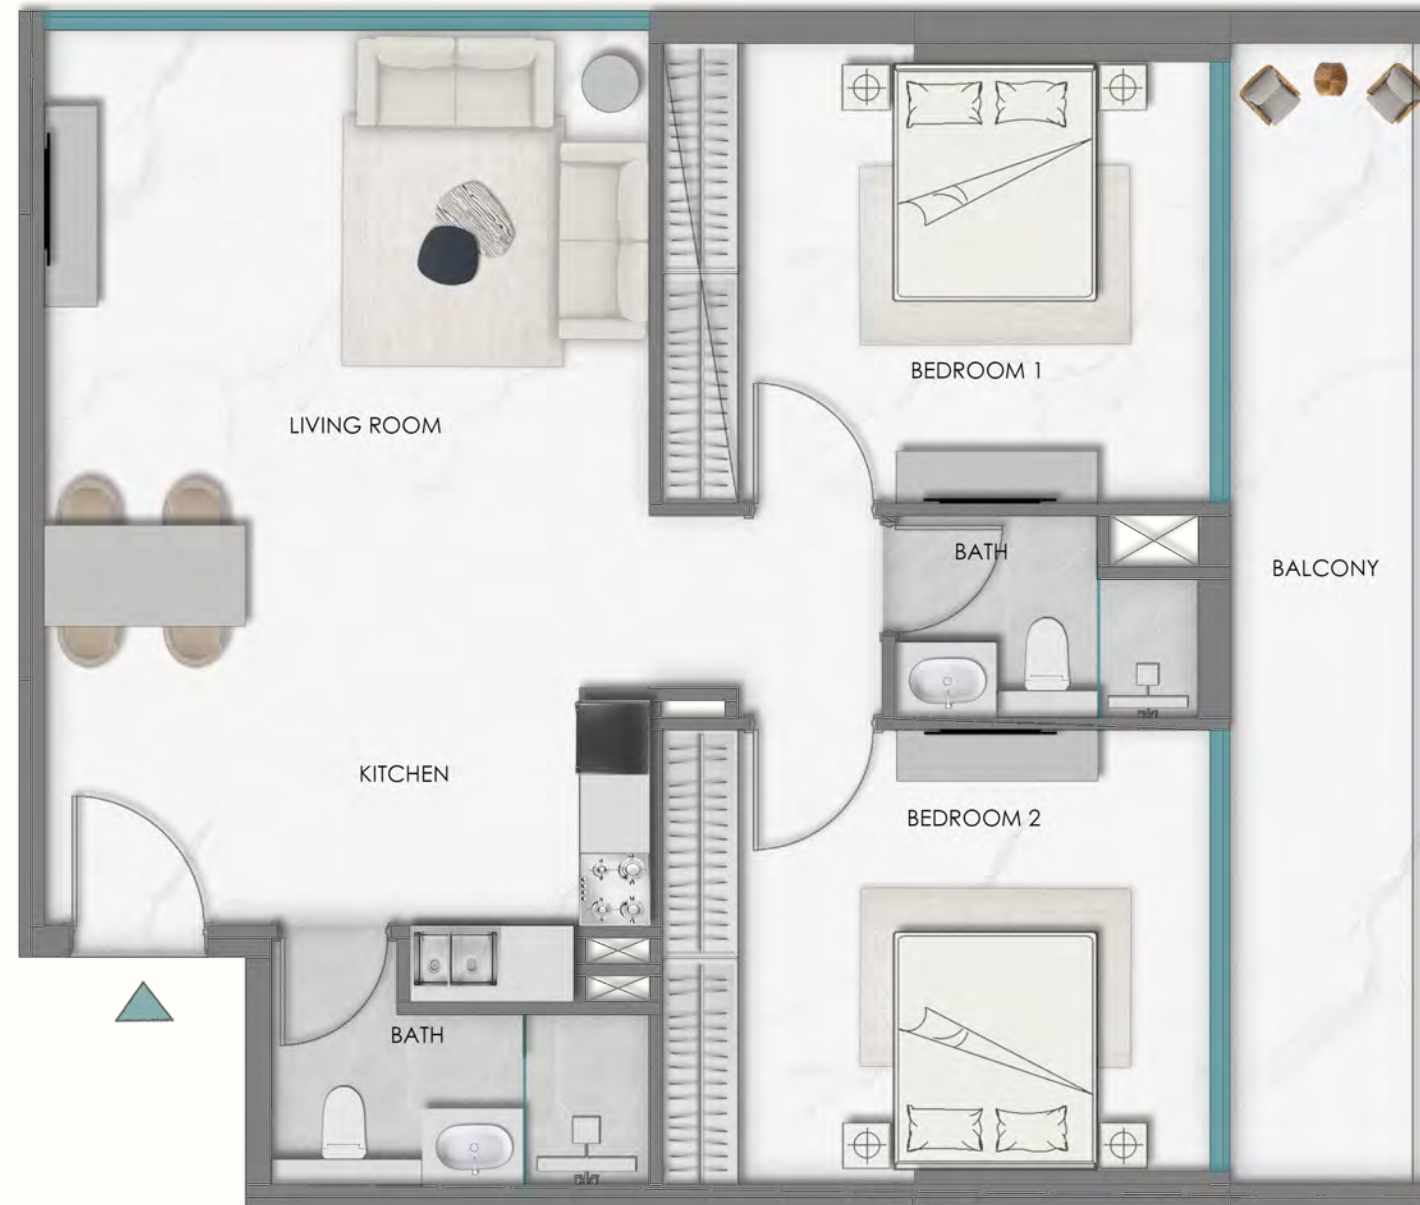 BEDROOM 1
LIVING ROOM
BATH
BALCONY
KITCHEN
BEDROOM 2
BATH